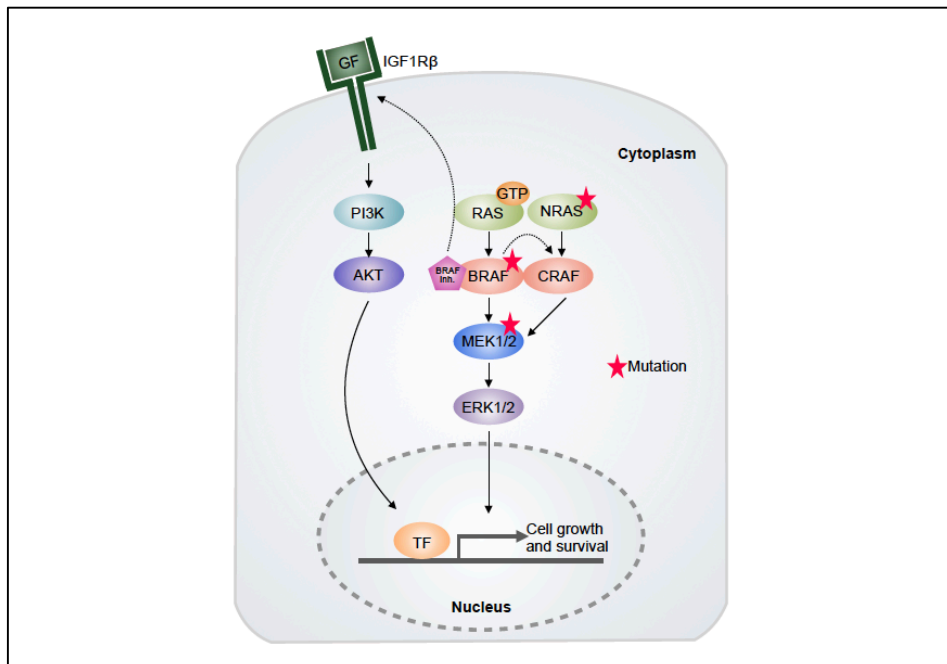 GF
IGF1Rβ
Cytoplasm
GTP
PI3K
RAS
NRAS
AKT
BRAF
Inh.
BRAF
CRAF
MEK1/2
Mutation
ERK1/2
TF
Cell growth
and survival
Nucleus